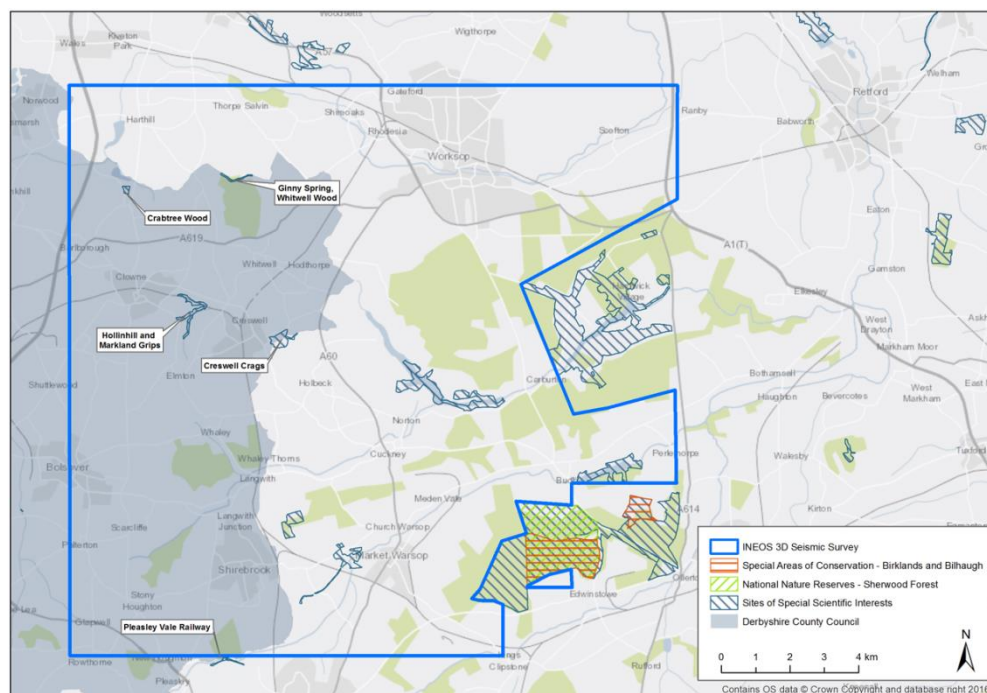 Woodsetts
Wales
Kiveton
Park
A57
Wigthorpe
Welham
Gateford
Retford
Norwood
Harthill
Thorpe Salvin
Shireoaks
Rhodesia
Scofton
Ranby
Babworth
Worksop
Ginny Spring,
Whitwell Wood
Crabtree Wood
Eaton
A619
Barlborough
Whitwell
Hodthorpe
A1(T)
Gamston
Clowne
Village
Elkesley
Hollinhill and
Markland Grips
Creswell
West
Drayton
Creswell Crags
A60
Markham Moor
Elmton
Shuttlewood
Holbeck
Carburton
Bothamsall
Haughton
Bevercotes
West
Markham
Norton
Whaley
Cuckney
Perlethorpe
Walesby
Bolsover
Whaley Thorns
Langwith
Meden Vale
Kirton
Scarcliffe
Langwith
Junction
Church Warsop
A614
Palterton
Market Warsop
Shirebrook
Edwinstowe
Stony
Houghton
Glapwell
Pleasley Vale Railway
Rowthorne
Pleasley
Clipstone
Rufford
INEOS 3D Seismic Survey
Special Areas of Conservation - Birklands and Bilhaugh
National Nature Reserves - Sherwood Forest
Sites of Special Scientific Interests
Derbyshire County Council
N
0 1 2 3 4 km
Contains OS data © Crown Copyright and database right 2016